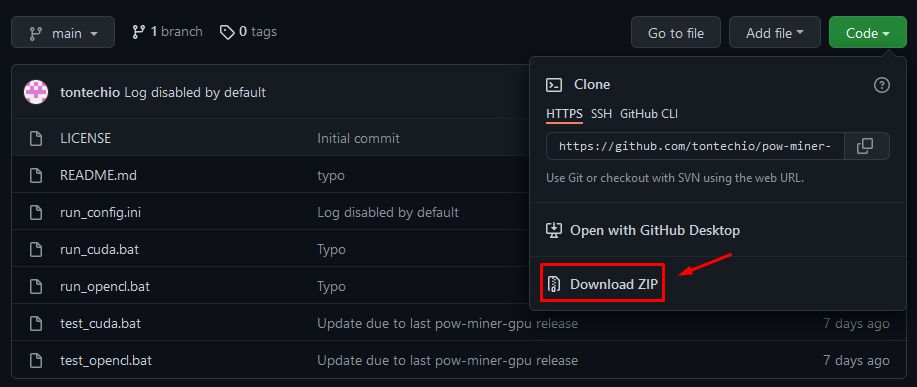 main 1 branch 0 tags Go to file Add file Code
tontechio Log disabled by default
LICENSE Initial commit
README.md typo
run_config.ini Log disabled by default
run_cuda.bat Typo
run_opencl.bat Typo
test_cuda.bat Update due to last pow-miner-gpu release 7 days ago
test_opencl.bat Update due to last pow-miner-gpu release 7 days ago
Clone
HTTPS SSH GitHub CLI
https://github.com/tontechio/pow-miner-
Use Git or checkout with SVN using the web URL.
Open with GitHub Desktop
Download ZIP